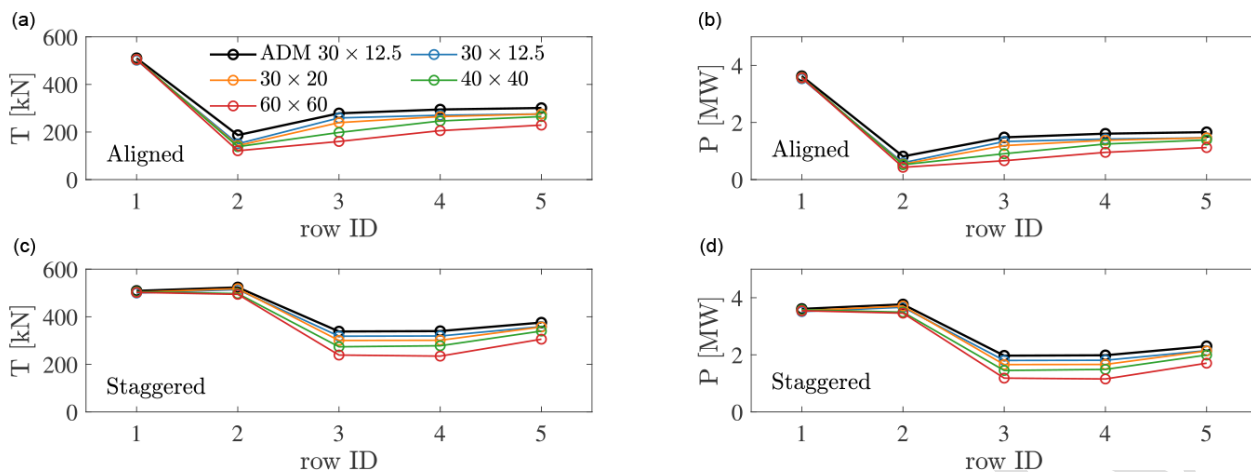 (a)
600
400
200
0
T [kN]
ADM 30 × 12.5
30 × 12.5
30 × 20
40 × 40
60 × 60
Aligned
1 2 3 4 5
row ID
(b)
4
2
0
P [MW]
Aligned
1 2 3 4 5
row ID
(c)
600
400
200
0
T [kN]
Staggered
1 2 3 4 5
row ID
(d)
4
2
0
P [MW]
Staggered
1 2 3 4 5
row ID